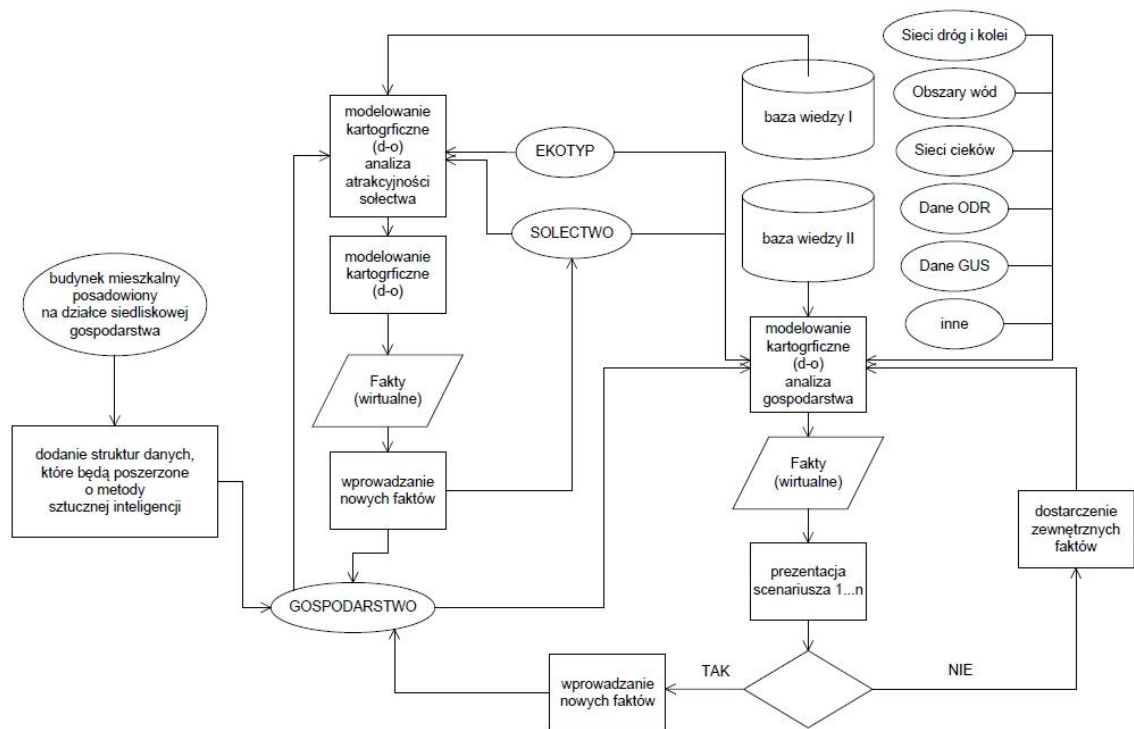 modelowanie
kartogrficzne
(d-o)
analiza
atrakcyjności
sołectwa
modelowanie
kartogrficzne
(d-o)
Fakty
(wirtualne)
wprowadzanie
nowych faktów
budynek mieszkalny
posadowiony
na działce siedliskowej
gospodarstwa
dodanie struktur danych,
które będą poszerzone
o metody
sztucznej inteligencji
GOSPODARSTWO
EKOTYP
SOLECTWO
baza wiedzy I
baza wiedzy II
Sieci dróg i kolei
Obszary wód
Sieci cieków
Dane ODR
Dane GUS
inne
modelowanie
kartogrficzne
(d-o)
analiza
gospodarstwa
Fakty
(wirtualne)
prezentacja
scenariusza 1...n
dostarczenie
zewnętrznych
faktów
TAK
NIE
wprowadzanie
nowych faktów